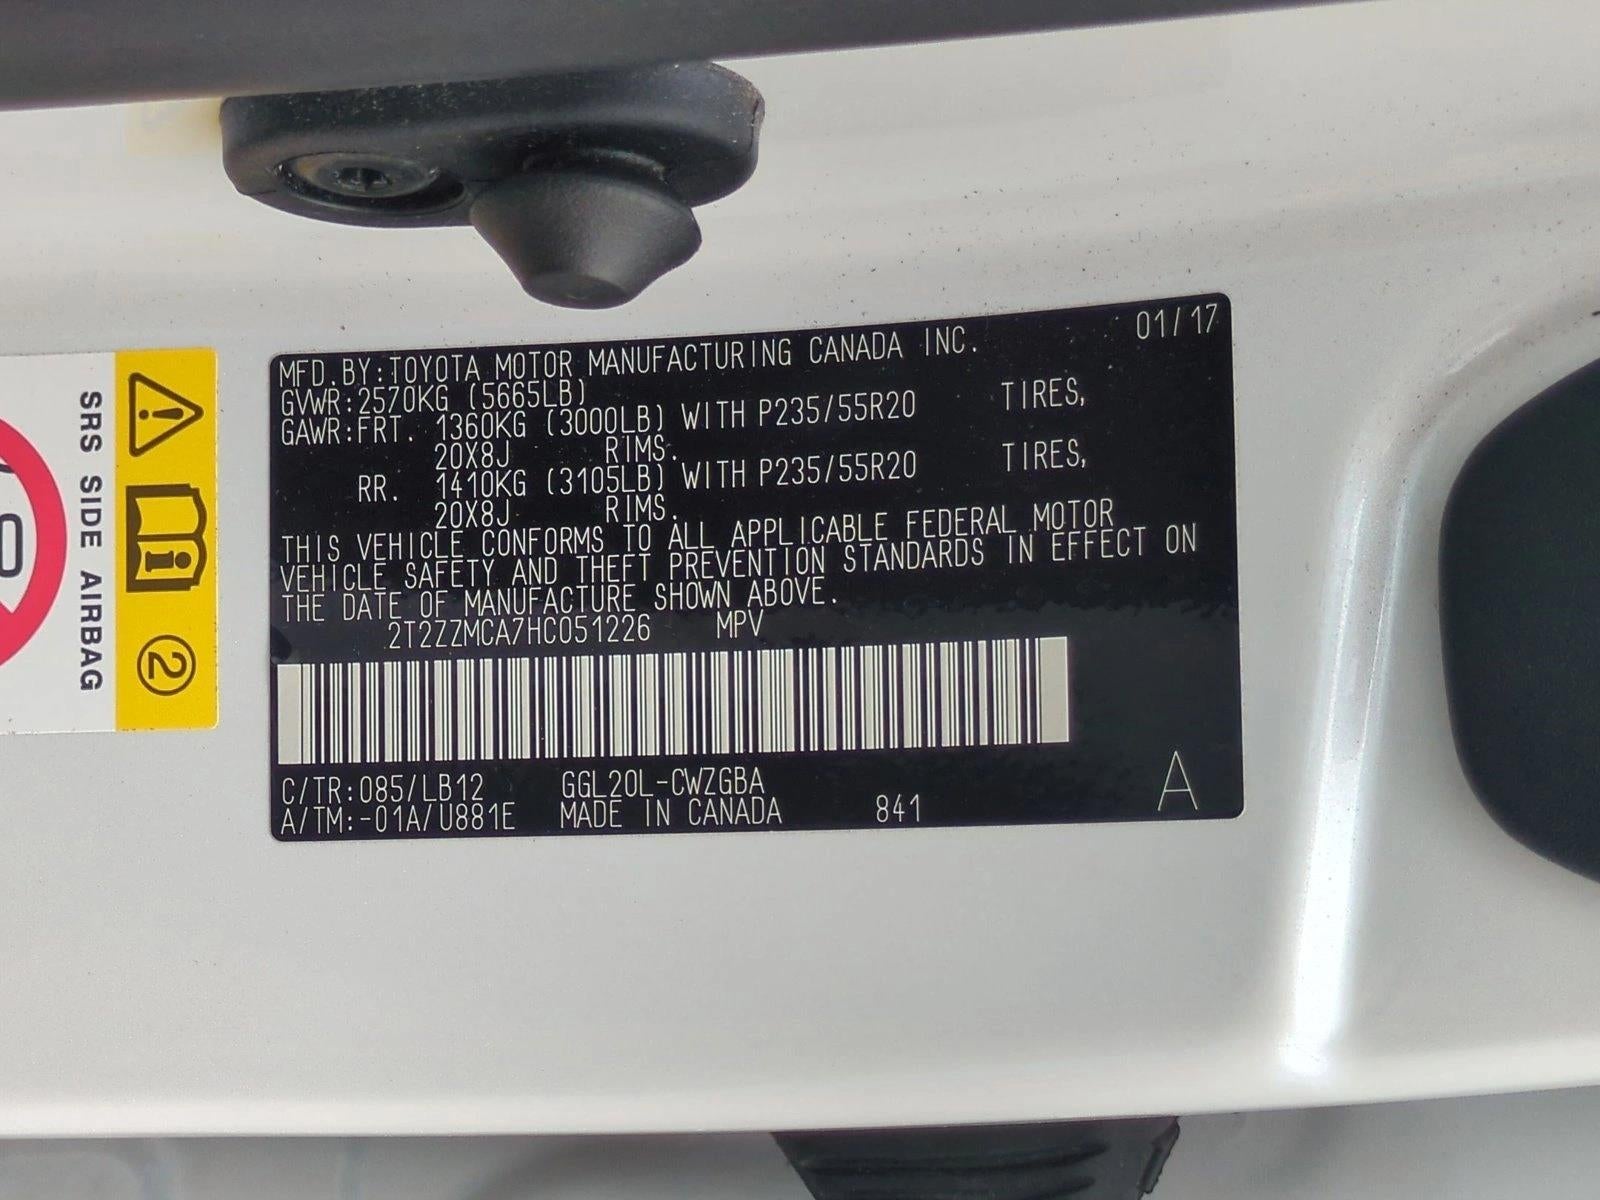 MFD.BY:TOYOTA MOTOR MANUFACTURING CANADA INC. 01/17
GVWR:2570KG (5665LB)
GAWR:FRT. 1360KG (3000LB) WITH P235/55R20 TIRES,
20X8J RIMS.
RR. 1410KG (3105LB) WITH P235/55R20 TIRES,
20X8J RIMS.
THIS VEHICLE CONFORMS TO ALL APPLICABLE FEDERAL MOTOR
VEHICLE SAFETY AND THEFT PREVENTION STANDARDS IN EFFECT ON
THE DATE OF MANUFACTURE SHOWN ABOVE.
2T2ZZMCA7HC051226 MPV
C/TR:085/LB12 GGL20L-CWZGBA
A/TM:-01A/U881E MADE IN CANADA 841 A
SRS SIDE AIRBAG
2